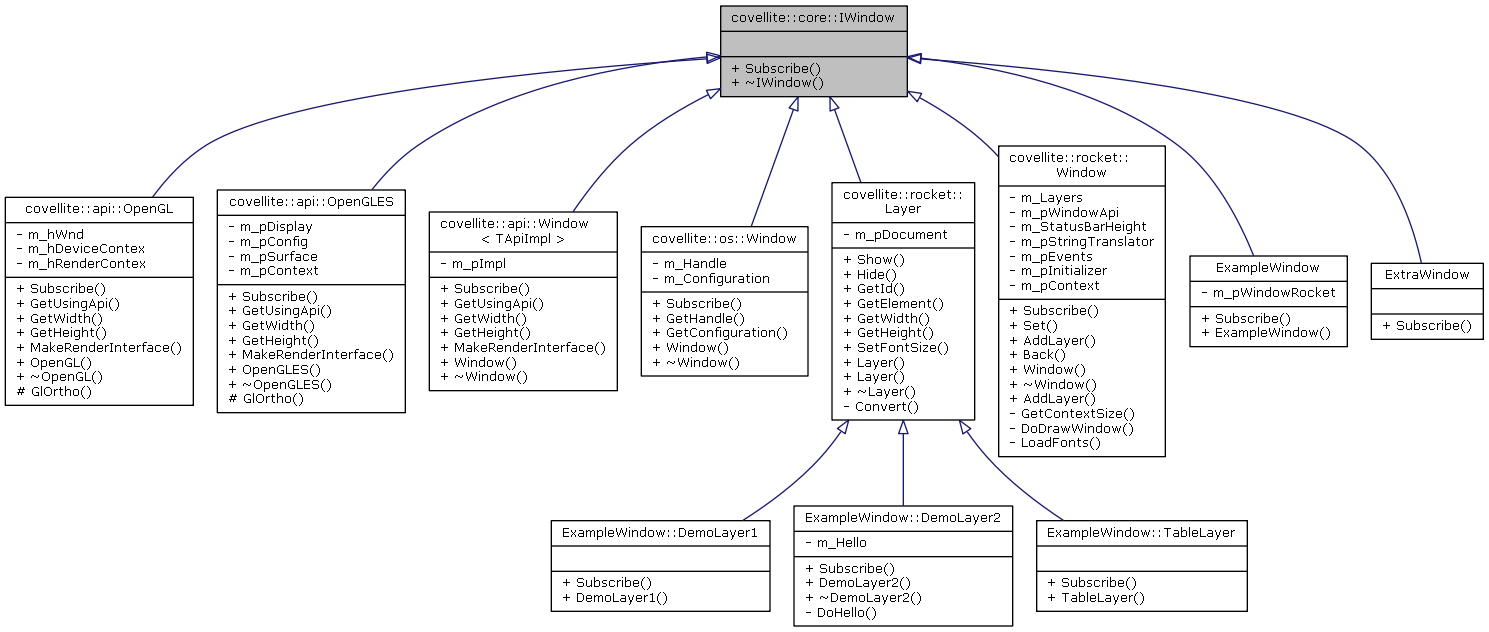 covellite::core::IWindow
+ Subscribe()
+ ~IWindow()
covellite::api::OpenGL
- m_hWnd
- m_hDeviceContex
- m_hRenderContex
+ Subscribe()
+ GetUsingApi()
+ GetWidth()
+ GetHeight()
+ MakeRenderInterface()
+ OpenGL()
+ ~OpenGL()
# GlOrtho()
covellite::api::OpenGLES
- m_pDisplay
- m_pConfig
- m_pSurface
- m_pContext
+ Subscribe()
+ GetUsingApi()
+ GetWidth()
+ GetHeight()
+ MakeRenderInterface()
+ OpenGLES()
+ ~OpenGLES()
# GlOrtho()
covellite::api::Window
< TApiImpl >
- m_pImpl
+ Subscribe()
+ GetUsingApi()
+ GetWidth()
+ GetHeight()
+ MakeRenderInterface()
+ Window()
+ ~Window()
covellite::os::Window
- m_Handle
- m_Configuration
+ Subscribe()
+ GetHandle()
+ GetConfiguration()
+ Window()
+ ~Window()
covellite::rocket::
Layer
- m_pDocument
+ Show()
+ Hide()
+ GetId()
+ GetElement()
+ GetWidth()
+ GetHeight()
+ SetFontSize()
+ Layer()
+ Layer()
+ ~Layer()
- Convert()
covellite::rocket::
Window
- m_Layers
- m_pWindowApi
- m_StatusBarHeight
- m_pStringTranslator
- m_pEvents
- m_pInitializer
- m_pContext
+ Subscribe()
+ Set()
+ AddLayer()
+ Back()
+ Window()
+ ~Window()
+ AddLayer()
- GetContextSize()
- DoDrawWindow()
- LoadFonts()
ExampleWindow
- m_pWindowRocket
+ Subscribe()
+ ExampleWindow()
ExtraWindow
+ Subscribe()
ExampleWindow::DemoLayer1
+ Subscribe()
+ DemoLayer1()
ExampleWindow::DemoLayer2
- m_Hello
+ Subscribe()
+ DemoLayer2()
+ ~DemoLayer2()
- DoHello()
ExampleWindow::TableLayer
+ Subscribe()
+ TableLayer()